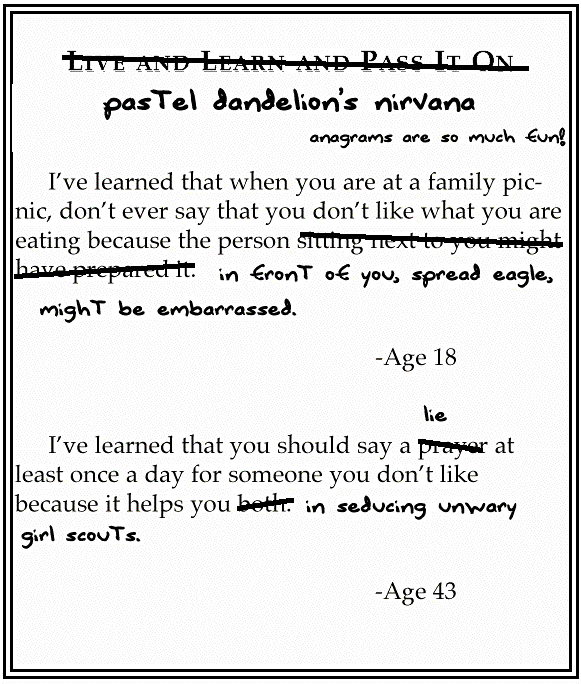 LIVE AND LEARN AND PASS IT ON
pasTel dandelion's nirvana
anagrams are so much fun!
I've learned that when you are at a family pic-
nic, don't ever say that you don't like what you are
eating because the person sitting next to you might
have prepared it. in fronT of you, spread eagle,
mighT be embarrassed.
-Age 18
lie
I've learned that you should say a prayer at
least once a day for someone you don't like
because it helps you both. in seducing unwary
girl scouTs.
-Age 43